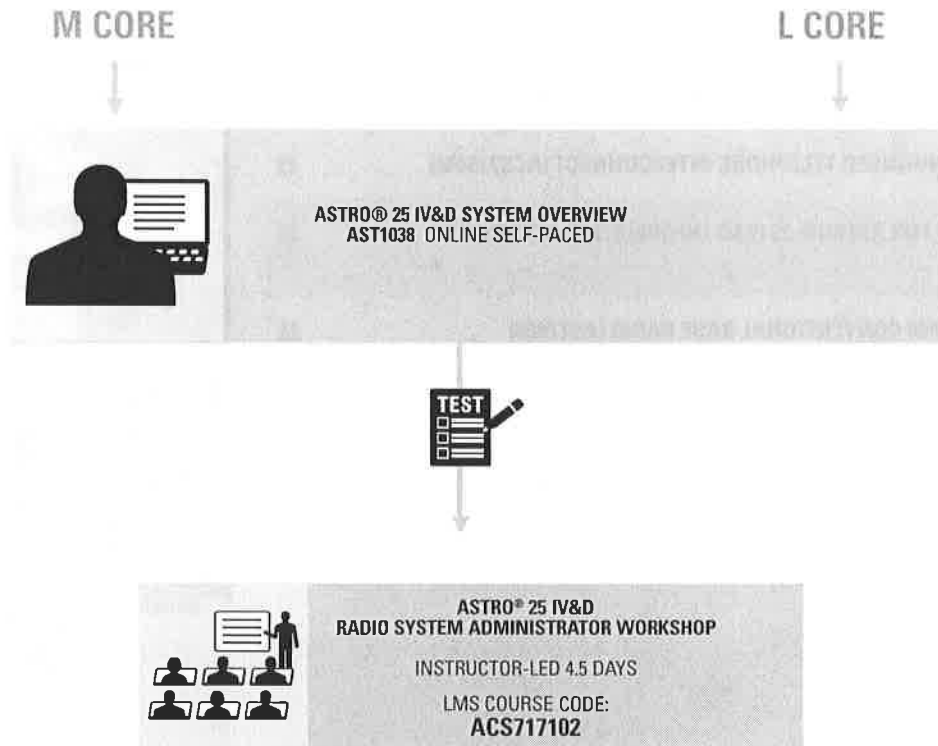 M CORE
L CORE
ASTRO® 25 IV&D SYSTEM OVERVIEW
AST1038 ONLINE SELF-PACED
TEST
ASTRO® 25 IV&D
RADIO SYSTEM ADMINISTRATOR WORKSHOP
INSTRUCTOR-LED 4.5 DAYS
LMS COURSE CODE:
ACS717102